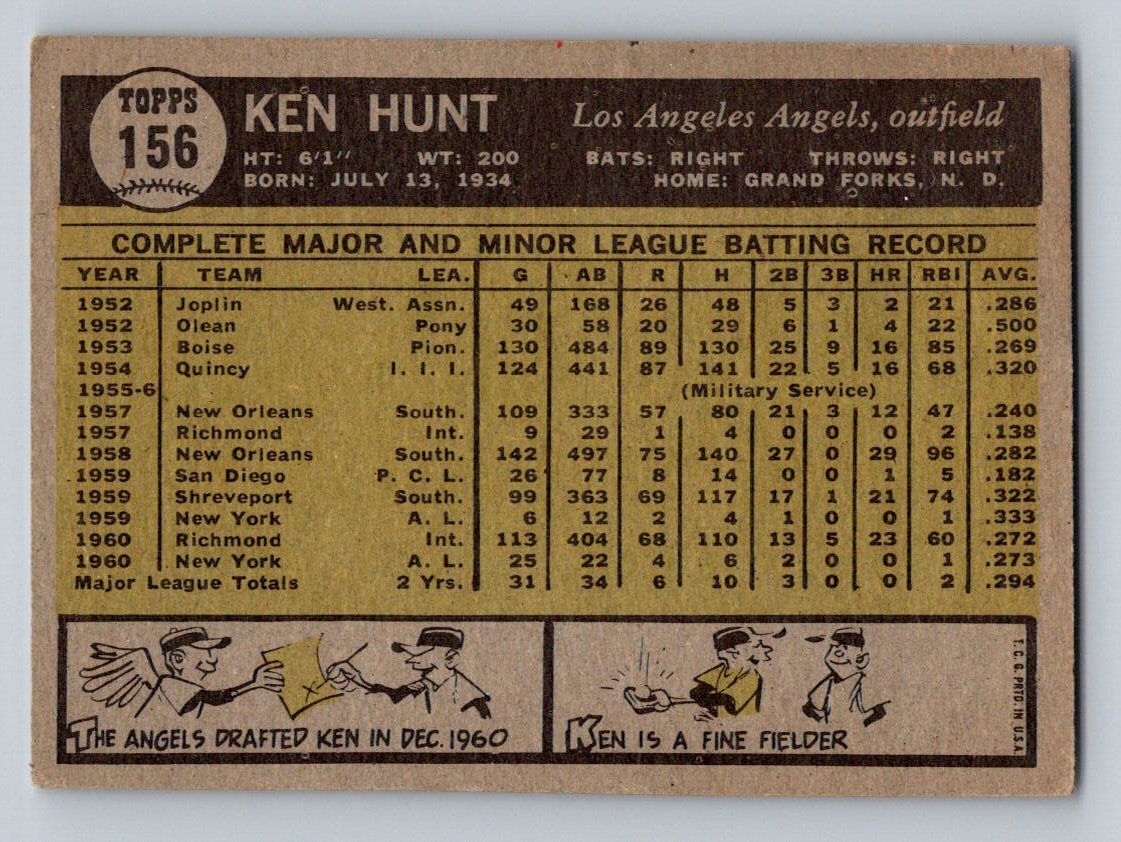 TOPPS
156
KEN HUNT
Los Angeles Angels, outfield
HT: 6'1" WT: 200 BATS: RIGHT THROWS: RIGHT
BORN: JULY 13, 1934 HOME: GRAND FORKS, N. D.
COMPLETE MAJOR AND MINOR LEAGUE BATTING RECORD
YEAR TEAM LEA. G AB R H 2B 3B HR RBI AVG.
1952 Joplin West. Assn. 49 168 26 48 5 3 2 21 .286
1952 Olean Pony 30 58 20 29 6 1 4 22 .500
1953 Boise Pion. 130 484 89 130 25 9 16 85 .269
1954 Quincy I. I. I. 124 441 87 141 22 5 16 68 .320
1955-6 (Military Service)
1957 New Orleans South. 109 333 57 80 21 3 12 47 .240
1957 Richmond Int. 9 29 1 4 0 0 0 2 .138
1958 New Orleans South. 142 497 75 140 27 0 29 96 .282
1959 San Diego P. C. L. 26 77 8 14 0 0 1 5 .182
1959 Shreveport South. 99 363 69 117 17 1 21 74 .322
1959 New York A. L. 6 12 2 4 1 0 0 1 .333
1960 Richmond Int. 113 404 68 110 13 5 23 60 .272
1960 New York A. L. 25 22 4 6 2 0 0 1 .273
Major League Totals 2 Yrs. 31 34 6 10 3 0 0 2 .294
THE ANGELS DRAFTED KEN IN DEC. 1960
KEN IS A FINE FIELDER
T. C. G. PRTD. IN U.S.A.